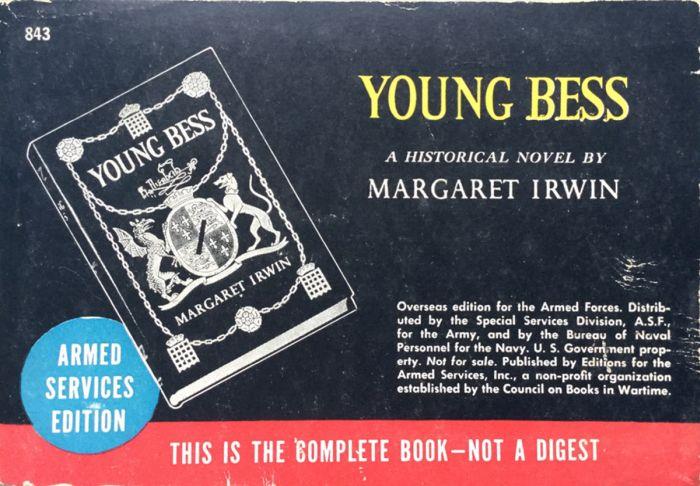 843
YOUNG BESS
A HISTORICAL NOVEL BY
MARGARET IRWIN
YOUNG BESS
Elizabeth
MARGARET IRWIN
Overseas edition for the Armed Forces. Distrib-
uted by the Special Services Division, A.S.F.,
for the Army, and by the Bureau of Naval
Personnel for the Navy. U. S. Government prop-
erty. Not for sale. Published by Editions for the
Armed Services, Inc., a non-profit organization
established by the Council on Books in Wartime.
ARMED
SERVICES
EDITION
THIS IS THE COMPLETE BOOK—NOT A DIGEST